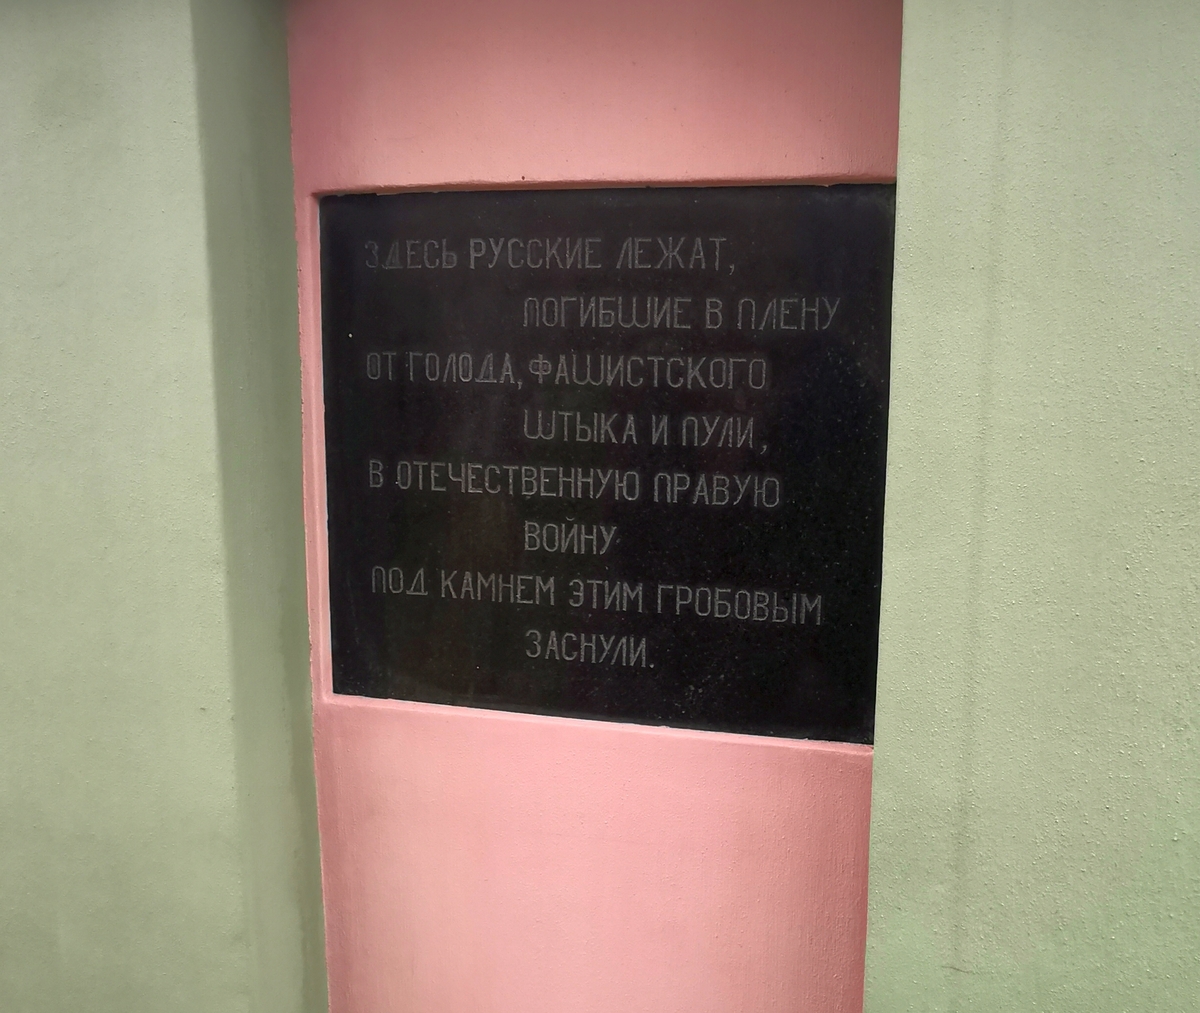 ЗДЕСЬ РУССКИЕ ЛЕЖАТ,
ПОГИБШИЕ В ПЛЕНУ
ОТ ГОЛОДА, ФАШИСТСКОГО
ШТЫКА И ПУЛИ,
В ОТЕЧЕСТВЕННУЮ ПРАВУЮ
ВОЙНУ
ПОД КАМНЕМ ЭТИМ ГРОБОВЫМ
ЗАСНУЛИ.